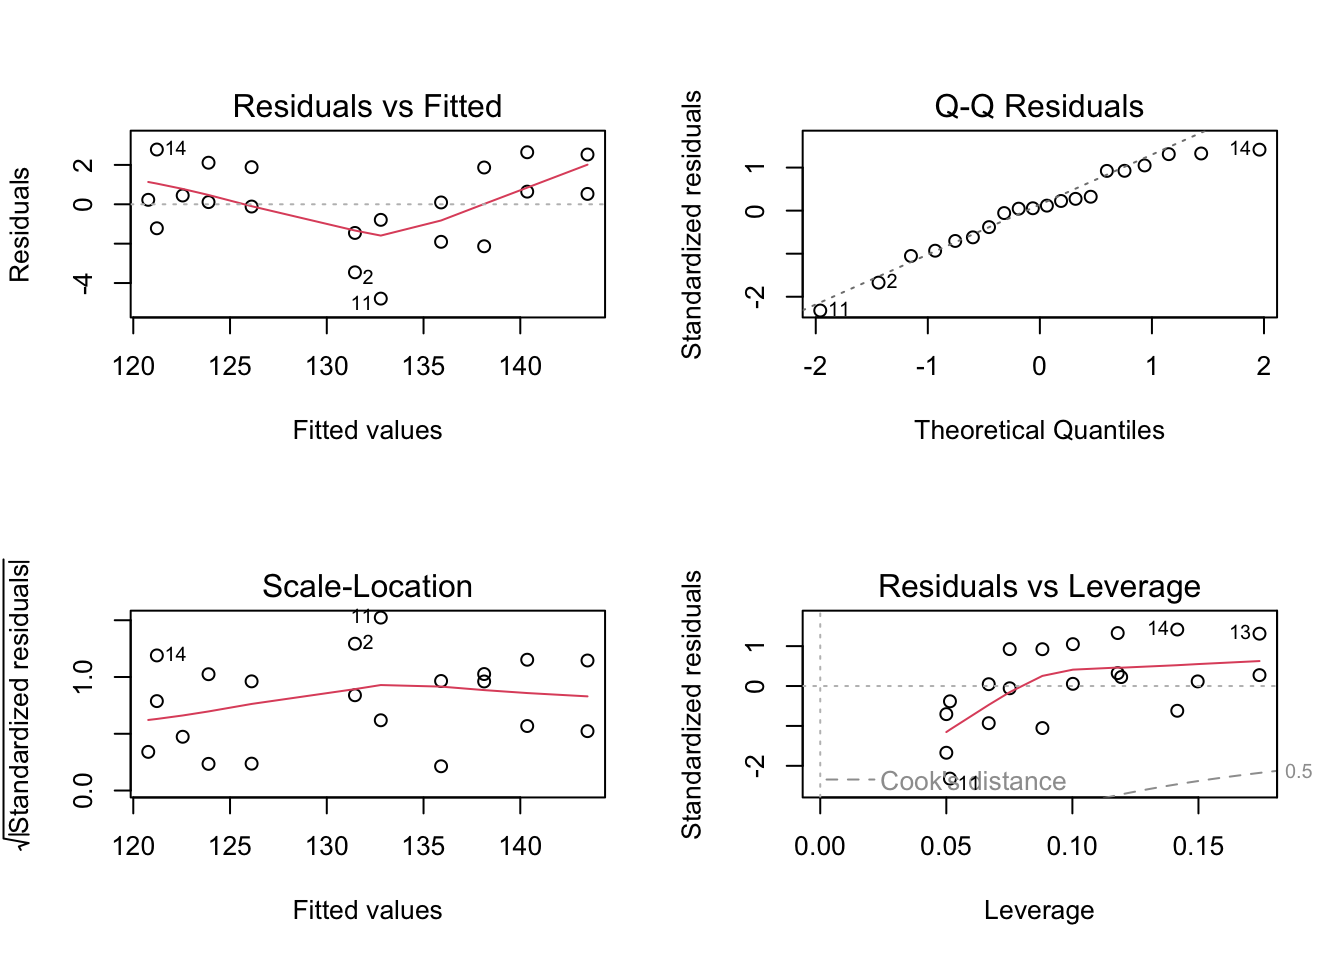 Residuals vs Fitted
Residuals
2
0
-4
14
2
11
120 125 130 135 140
Fitted values
Q-Q Residuals
Standardized residuals
1
0
-2
14
2
11
-2 -1 0 1 2
Theoretical Quantiles
Scale-Location
√|Standardized residuals|
1.0
0.0
11
2
14
120 125 130 135 140
Fitted values
Residuals vs Leverage
Standardized residuals
1
0
-2
14
13
11
Cook's distance
0.5
0.00 0.05 0.10 0.15
Leverage